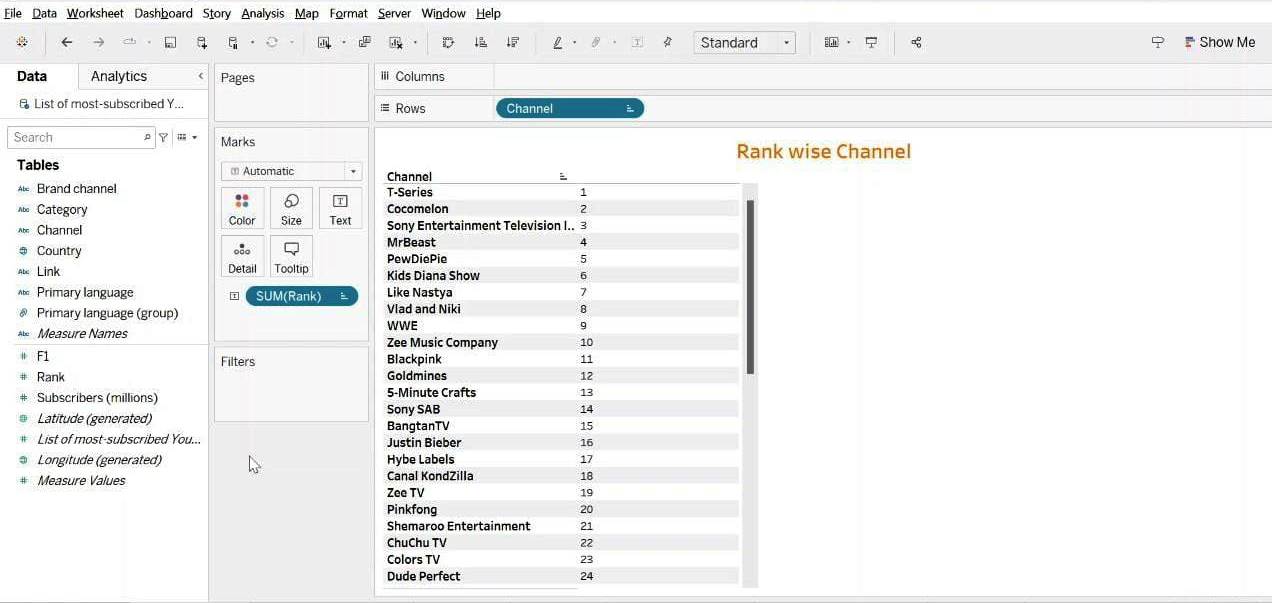 File Data Worksheet Dashboard Story Analysis Map Format Server Window Help
Standard
Show Me
Data Analytics
List of most-subscribed Y...
Search
Tables
Abc Brand channel
Abc Category
Abc Channel
Country
Abc Link
Abc Primary language
Primary language (group)
Abc Measure Names
# F1
# Rank
# Subscribers (millions)
Latitude (generated)
# List of most-subscribed You...
Longitude (generated)
# Measure Values
Pages
Marks
T Automatic
Color Size Text
Detail Tooltip
T SUM(Rank)
Filters
Columns
Rows Channel
Rank wise Channel
Channel
T-Series 1
Cocomelon 2
Sony Entertainment Television I.. 3
MrBeast 4
PewDiePie 5
Kids Diana Show 6
Like Nastya 7
Vlad and Niki 8
WWE 9
Zee Music Company 10
Blackpink 11
Goldmines 12
5-Minute Crafts 13
Sony SAB 14
BangtanTV 15
Justin Bieber 16
Hybe Labels 17
Canal KondZilla 18
Zee TV 19
Pinkfong 20
Shemaroo Entertainment 21
ChuChu TV 22
Colors TV 23
Dude Perfect 24